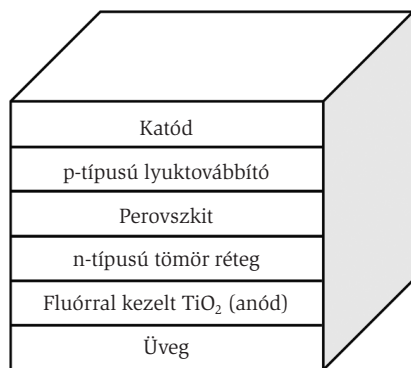 Katód
p-típusú lyuktovábbító
Perovszkit
n-típusú tömör réteg
Fluórral kezelt TiO₂ (anód)
Üveg